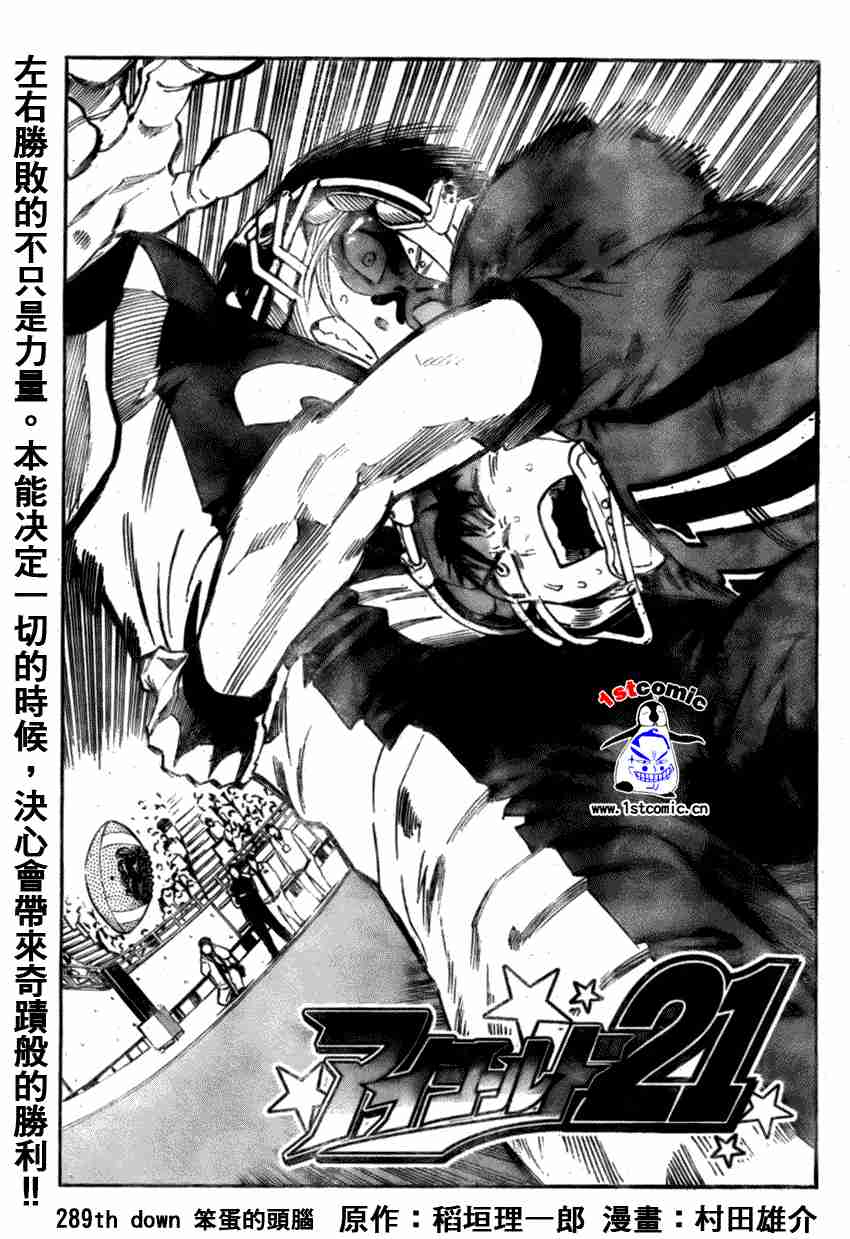 左右勝敗的不只是力量。本能决定一切的時候，決心會帶來奇蹟般的勝利!!
1stcomic
www.1stcomic.cn
アイシールド21
289th down 笨蛋的頭腦 原作：稻垣理一郎 漫畫：村田雄介